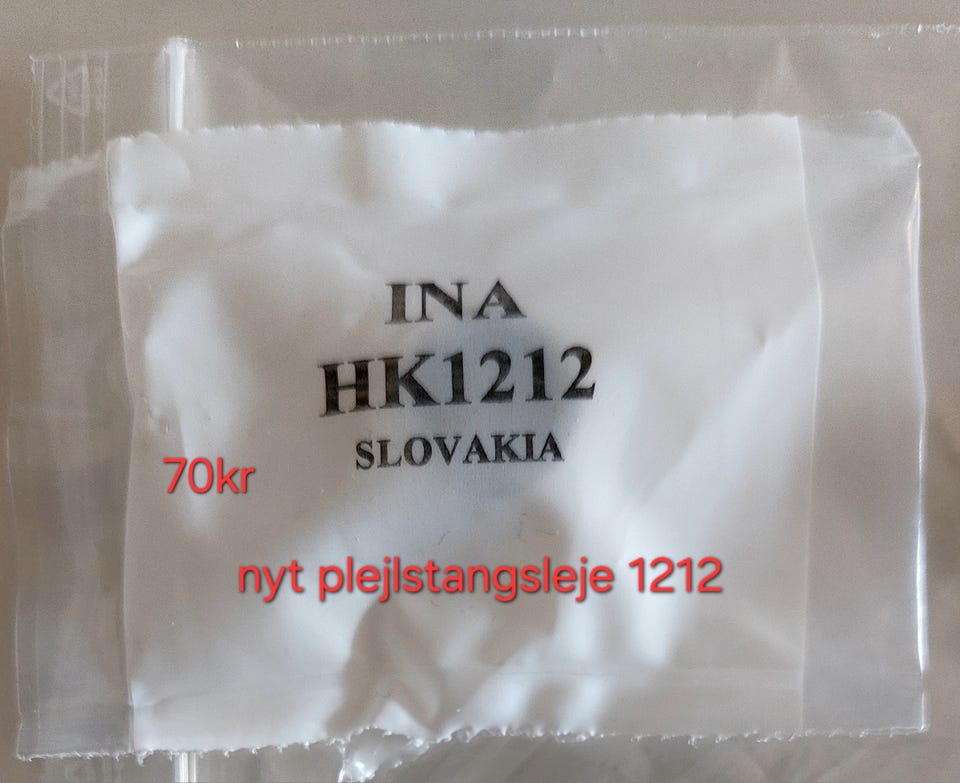 INA
HK1212
SLOVAKIA
70kr
nyt plejlstangsleje 1212